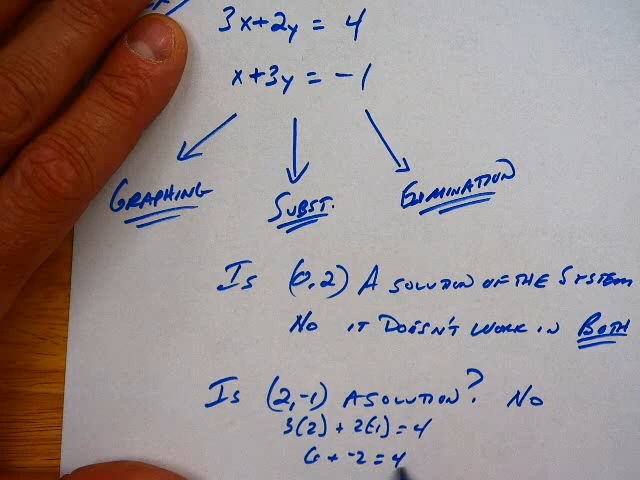 3x+2y = 4
x+3y = -1
GRAPHING SUBST. ELIMINATION
IS (0,2) A SOLUTION OF THE SYSTEM
NO IT DOESN'T WORK IN BOTH
IS (2,-1) A SOLUTION? NO
3(2) + 2(-1) = 4
6 + -2 = 4